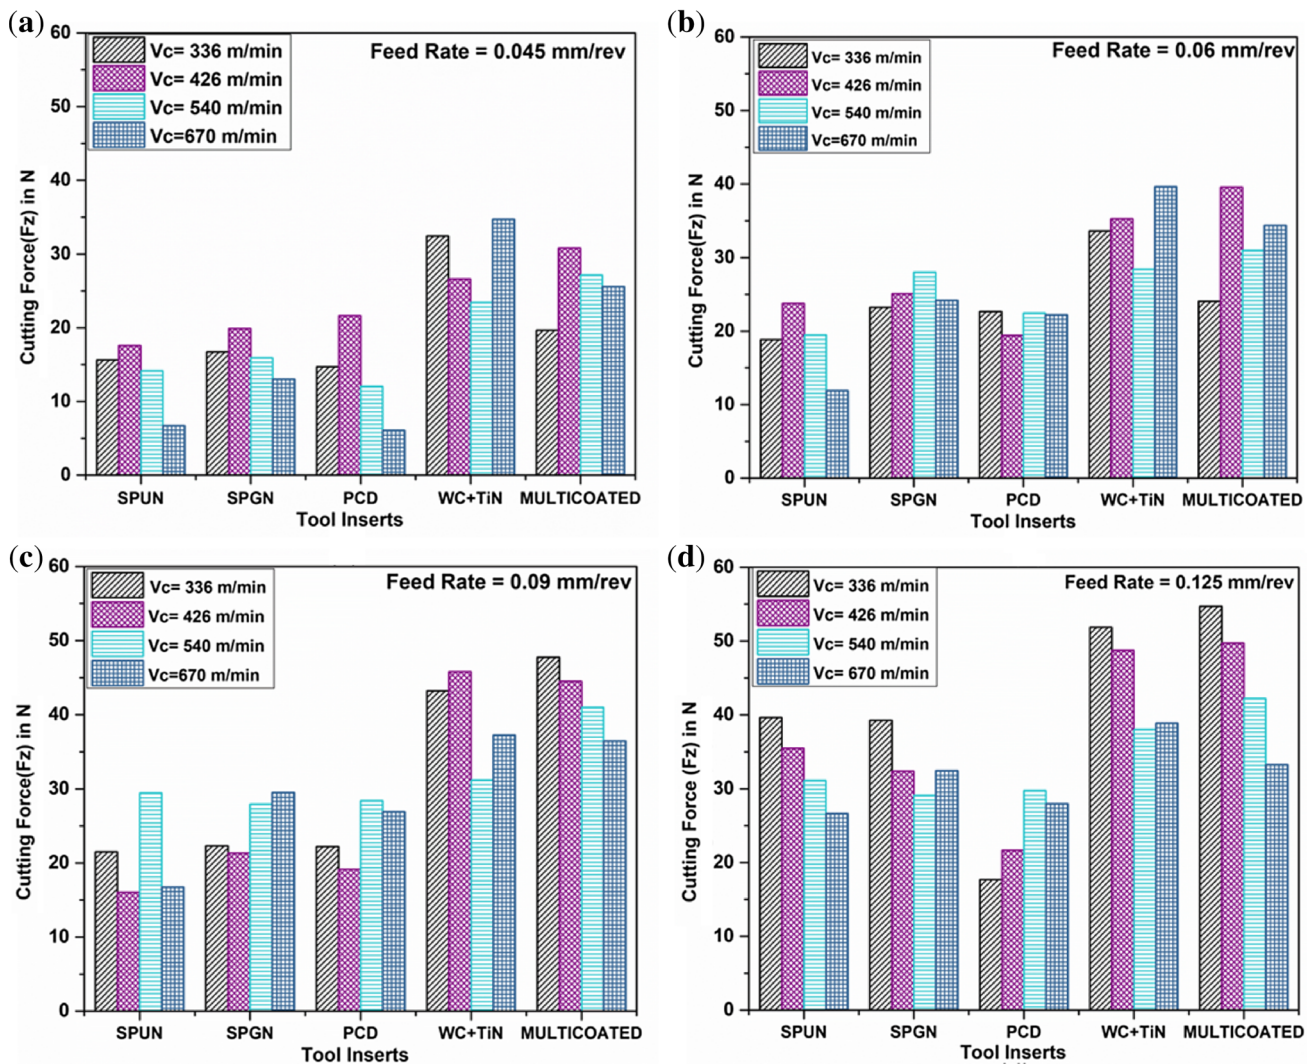 (a)
60
50
40
30
20
10
0
Cutting Force(Fz) in N
Vc= 336 m/min
Vc= 426 m/min
Vc= 540 m/min
Vc=670 m/min
Feed Rate = 0.045 mm/rev
SPUN SPGN PCD WC+TiN MULTICOATED
Tool Inserts
(b)
60
50
40
30
20
10
0
Cutting Force(Fz) in N
Vc= 336 m/min
Vc= 426 m/min
Vc= 540 m/min
Vc=670 m/min
Feed Rate = 0.06 mm/rev
SPUN SPGN PCD WC+TiN MULTICOATED
Tool Inserts
(c)
60
50
40
30
20
10
0
Cutting Force(Fz) in N
Vc= 336 m/min
Vc= 426 m/min
Vc= 540 m/min
Vc=670 m/min
Feed Rate = 0.09 mm/rev
SPUN SPGN PCD WC+TiN MULTICOATED
Tool Inserts
(d)
60
50
40
30
20
10
0
Cutting Force (Fz) in N
Vc= 336 m/min
Vc= 426 m/min
Vc= 540 m/min
Vc= 670 m/min
Feed Rate = 0.125 mm/rev
SPUN SPGN PCD WC+TiN MULTICOATED
Tool Inserts